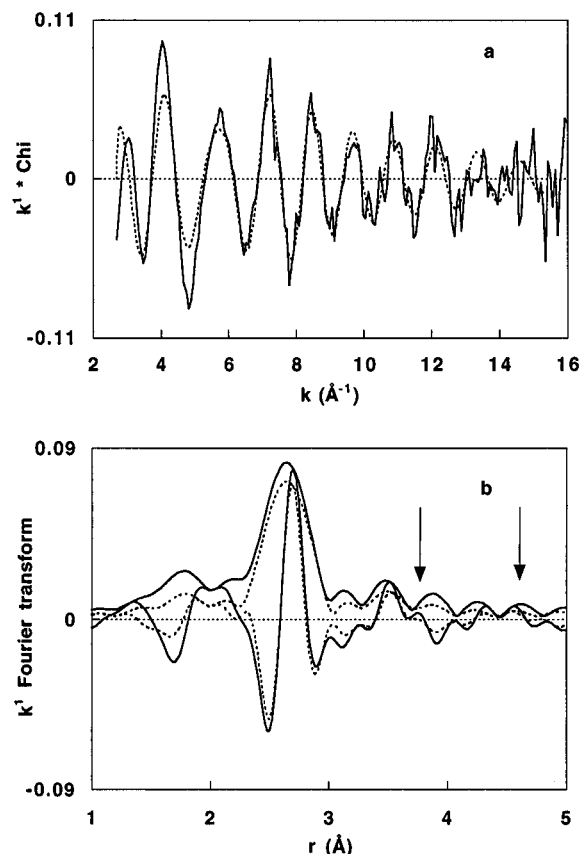 0.11
a
k¹ * Chi
0
-0.11
2 4 6 8 10 12 14 16
k (Å⁻¹)
0.09
b
k¹ Fourier transform
0
-0.09
1 2 3 4 5
r (Å)